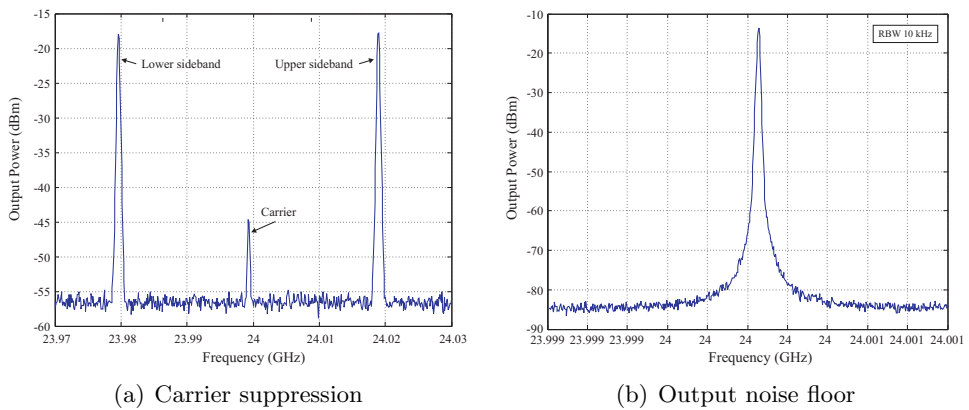 -15
-20
-25
-30
-35
-40
-45
-50
-55
-60
Output Power (dBm)
Lower sideband
Upper sideband
Carrier
23.97 23.98 23.99 24 24.01 24.02 24.03
Frequency (GHz)
(a) Carrier suppression
-10
-20
-30
-40
-50
-60
-70
-80
-90
Output Power (dBm)
RBW 10 kHz
23.999 23.999 23.999 24 24 24 24 24 24.001 24.001 24.001
Frequency (GHz)
(b) Output noise floor